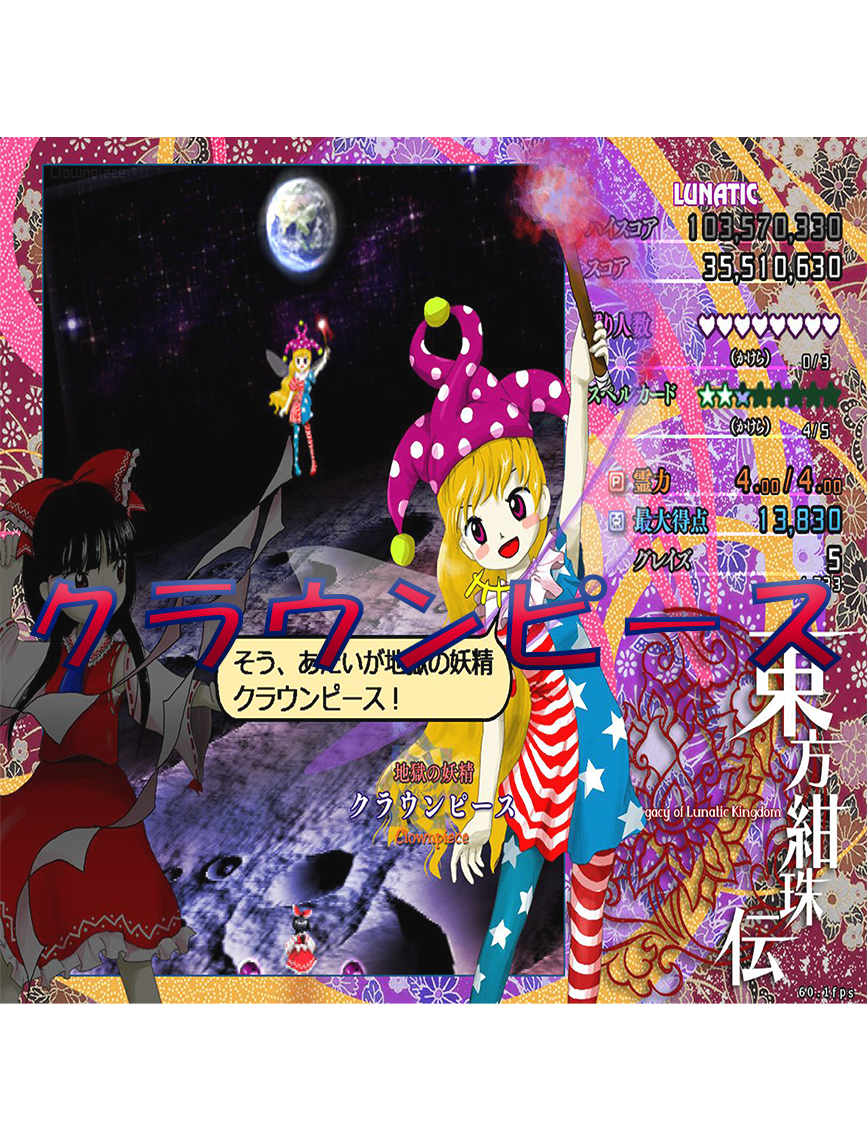 Clownpiece
LUNATIC
ハイスコア 103,570,330
スコア 35,510,630
残り人数
(かけら) 0/3
スペルカード
(かけら) 4/5
霊力 4.00/4.00
最大得点 13,830
グレイズ 5
クラウンピース
そう、あたいが地獄の妖精
クラウンピース！
地獄の妖精
クラウンピース
Clownpiece
東方紺珠伝
gacy of Lunatic Kingdom
60.1fps